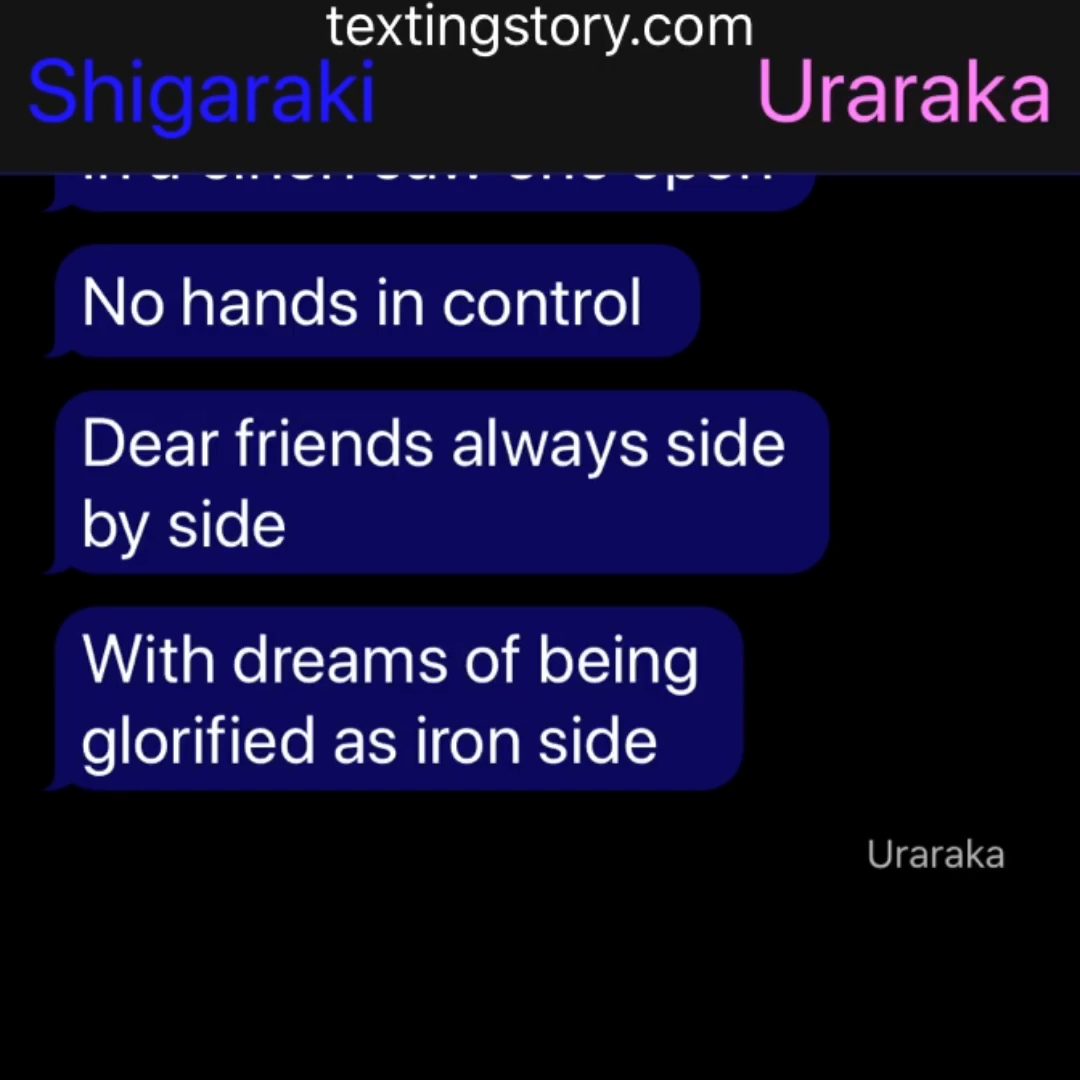 textingstory.com
Shigaraki Uraraka
No hands in control
Dear friends always side
by side
With dreams of being
glorified as iron side
Uraraka